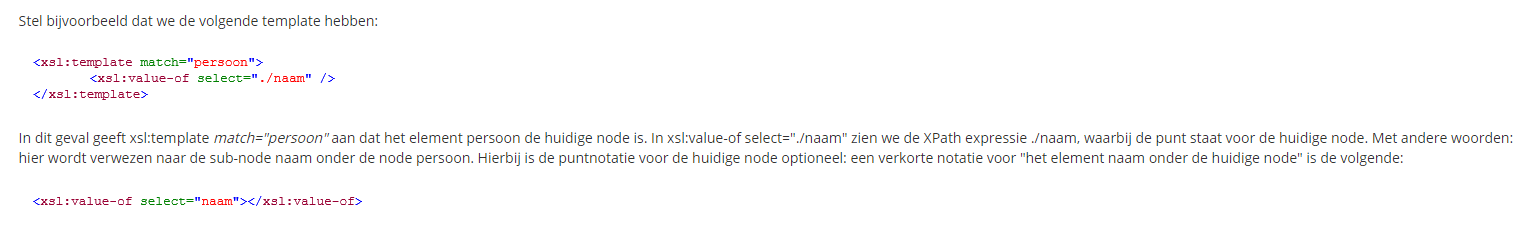 Stel bijvoorbeeld dat we de volgende template hebben:
<xsl:template match="persoon">
<xsl:value-of select="./naam" />
</xsl:template>
In dit geval geeft xsl:template match="persoon" aan dat het element persoon de huidige node is. In xsl:value-of select="./naam" zien we de XPath expressie ./naam, waarbij de punt staat voor de huidige node. Met andere woorden:
hier wordt verwezen naar de sub-node naam onder de node persoon. Hierbij is de puntnotatie voor de huidige node optioneel: een verkorte notatie voor "het element naam onder de huidige node" is de volgende:
<xsl:value-of select="naam"></xsl:value-of>